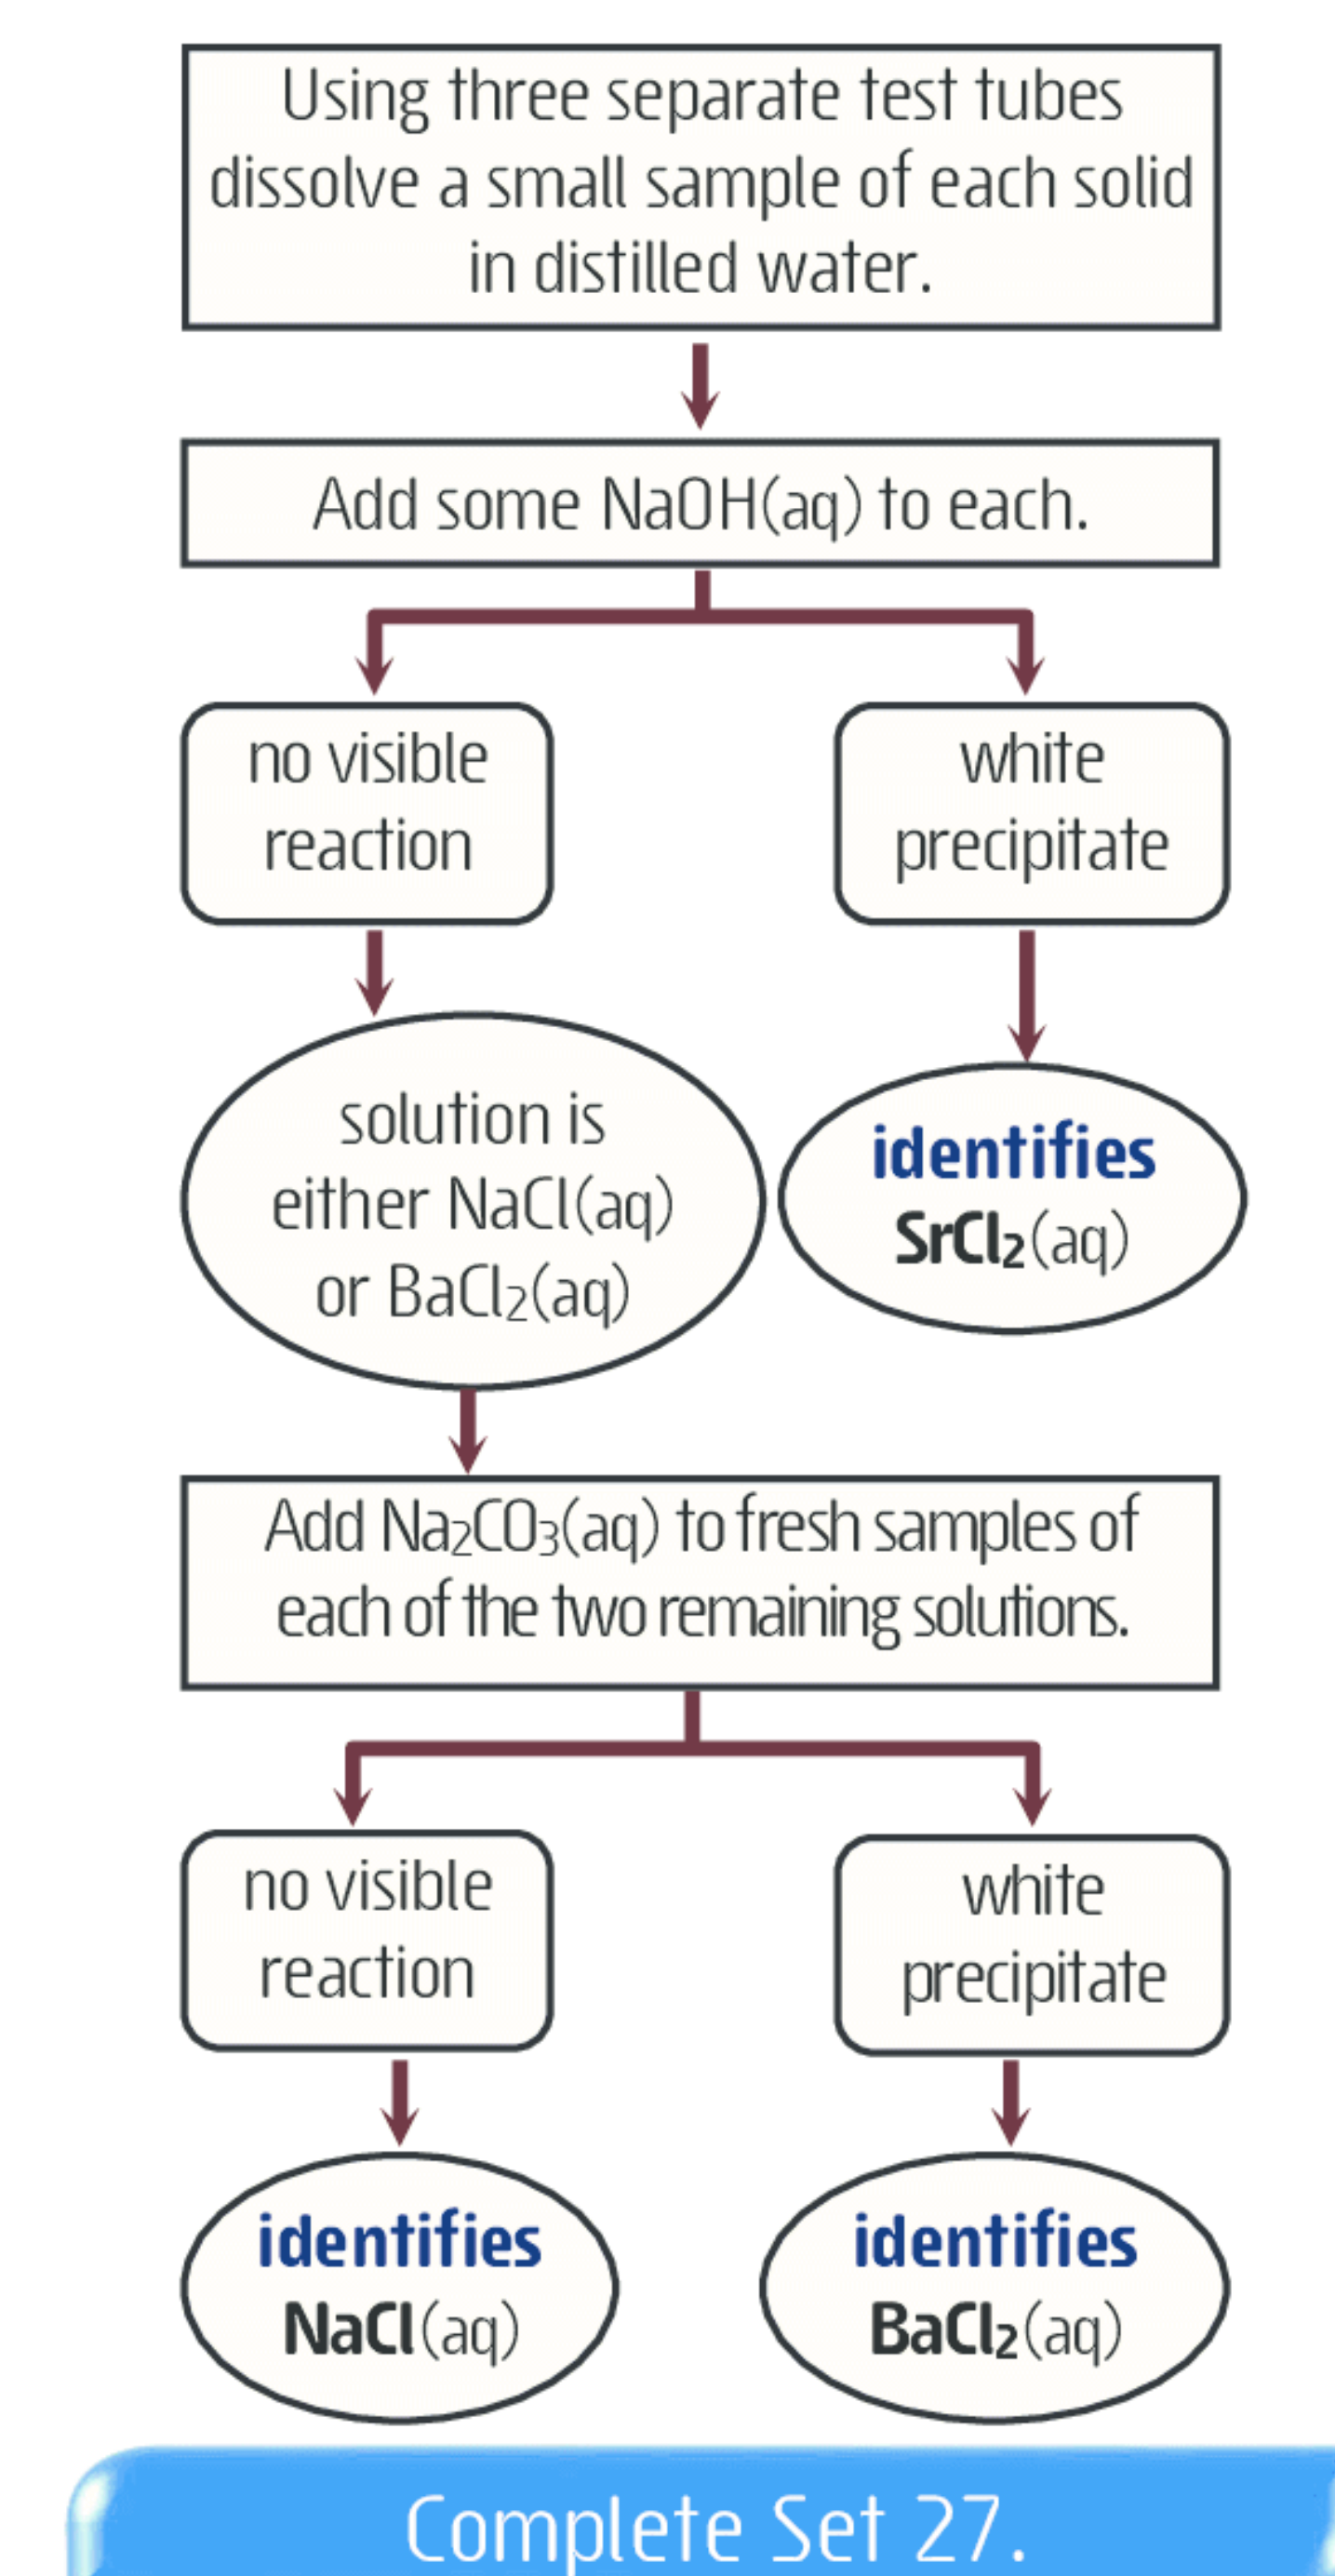 Using three separate test tubes
dissolve a small sample of each solid
in distilled water.
Add some NaOH(aq) to each.
no visible
reaction
white
precipitate
solution is
either NaCl(aq)
or BaCl₂(aq)
identifies
SrCl₂(aq)
Add Na₂CO₃(aq) to fresh samples of
each of the two remaining solutions.
no visible
reaction
white
precipitate
identifies
NaCl(aq)
identifies
BaCl₂(aq)
Complete Set 27.